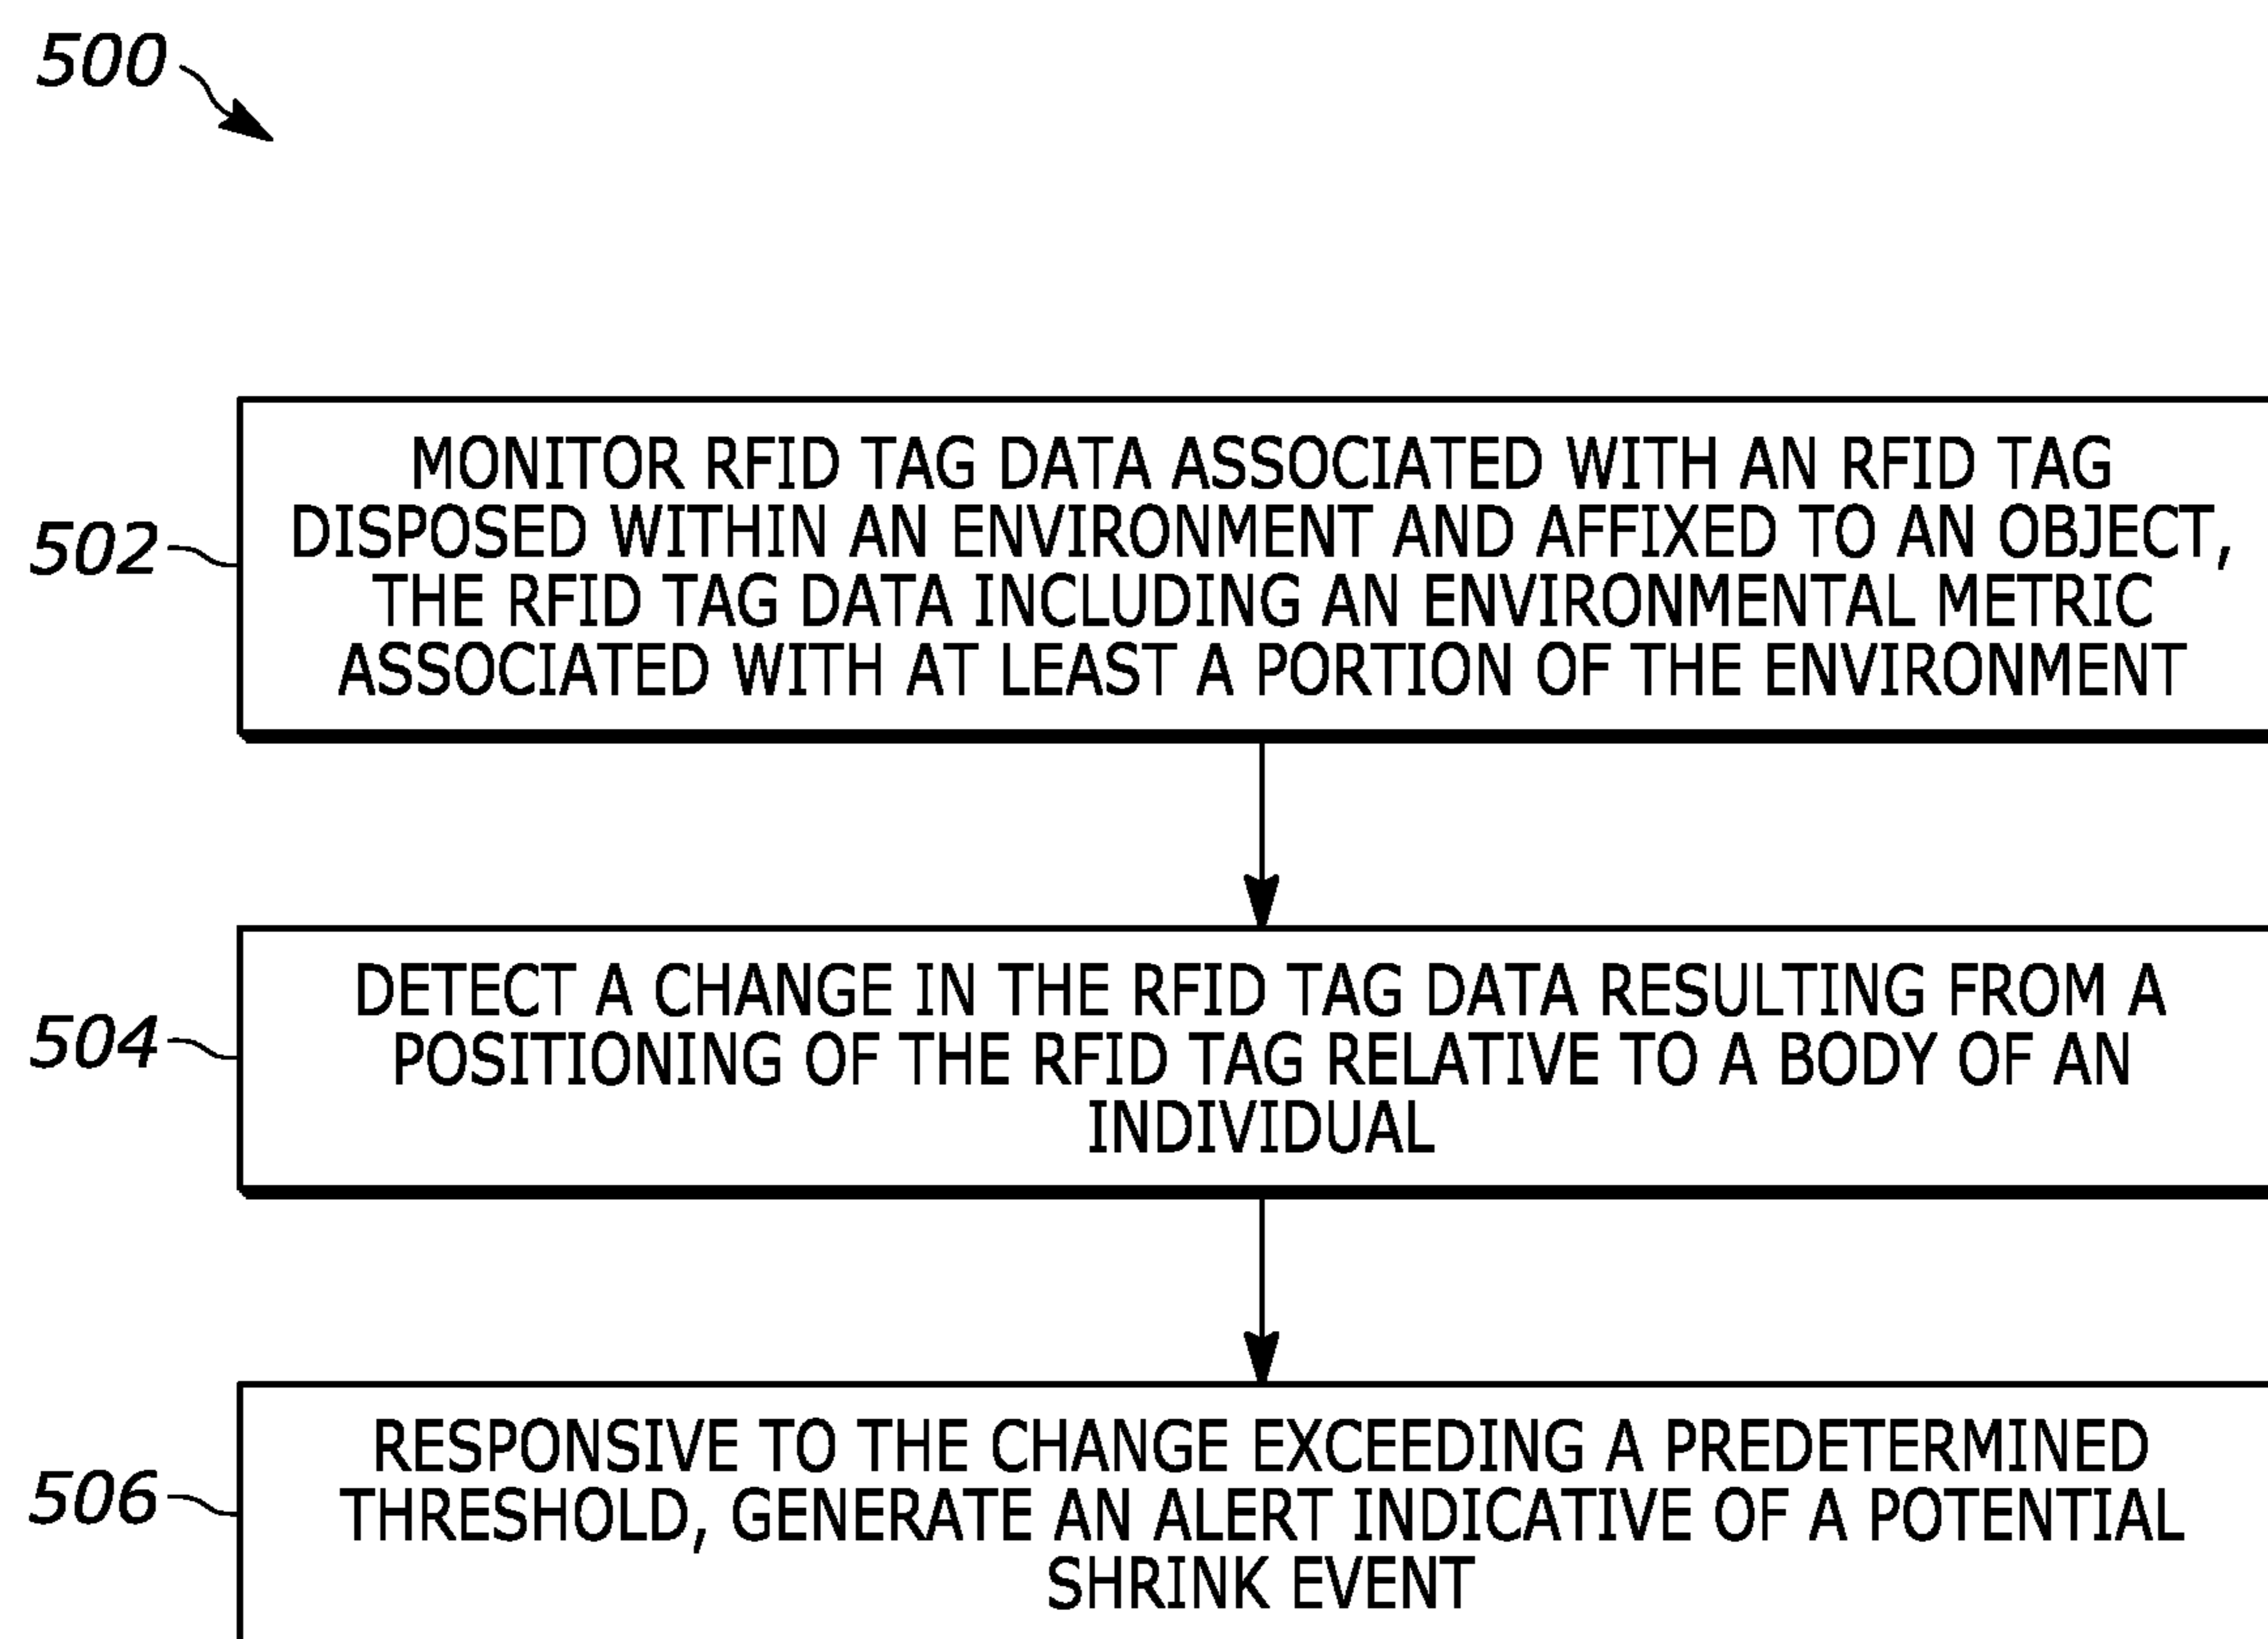 500
502
MONITOR RFID TAG DATA ASSOCIATED WITH AN RFID TAG
DISPOSED WITHIN AN ENVIRONMENT AND AFFIXED TO AN OBJECT,
THE RFID TAG DATA INCLUDING AN ENVIRONMENTAL METRIC
ASSOCIATED WITH AT LEAST A PORTION OF THE ENVIRONMENT
504
DETECT A CHANGE IN THE RFID TAG DATA RESULTING FROM A
POSITIONING OF THE RFID TAG RELATIVE TO A BODY OF AN
INDIVIDUAL
506
RESPONSIVE TO THE CHANGE EXCEEDING A PREDETERMINED
THRESHOLD, GENERATE AN ALERT INDICATIVE OF A POTENTIAL
SHRINK EVENT